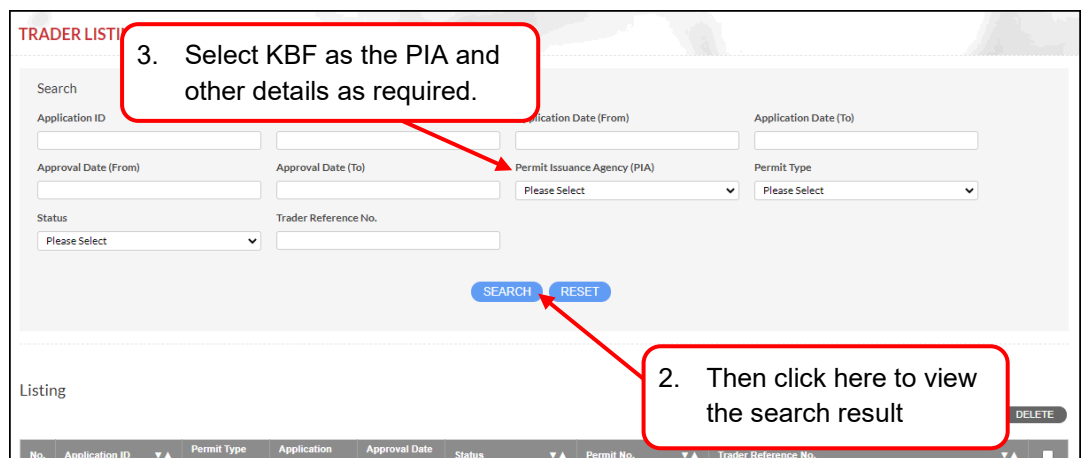 TRADER LISTI
3. Select KBF as the PIA and
other details as required.
Search
Application ID
plication Date (From)
Application Date (To)
Approval Date (From)
Approval Date (To)
Permit Issuance Agency (PIA)
Permit Type
Please Select
Please Select
Status
Trader Reference No.
Please Select
SEARCH
RESET
2. Then click here to view
the search result
Listing
DELETE
No.
Application ID
Permit Type
Application
Approval Date
Status
Permit No.
Trader Reference No.